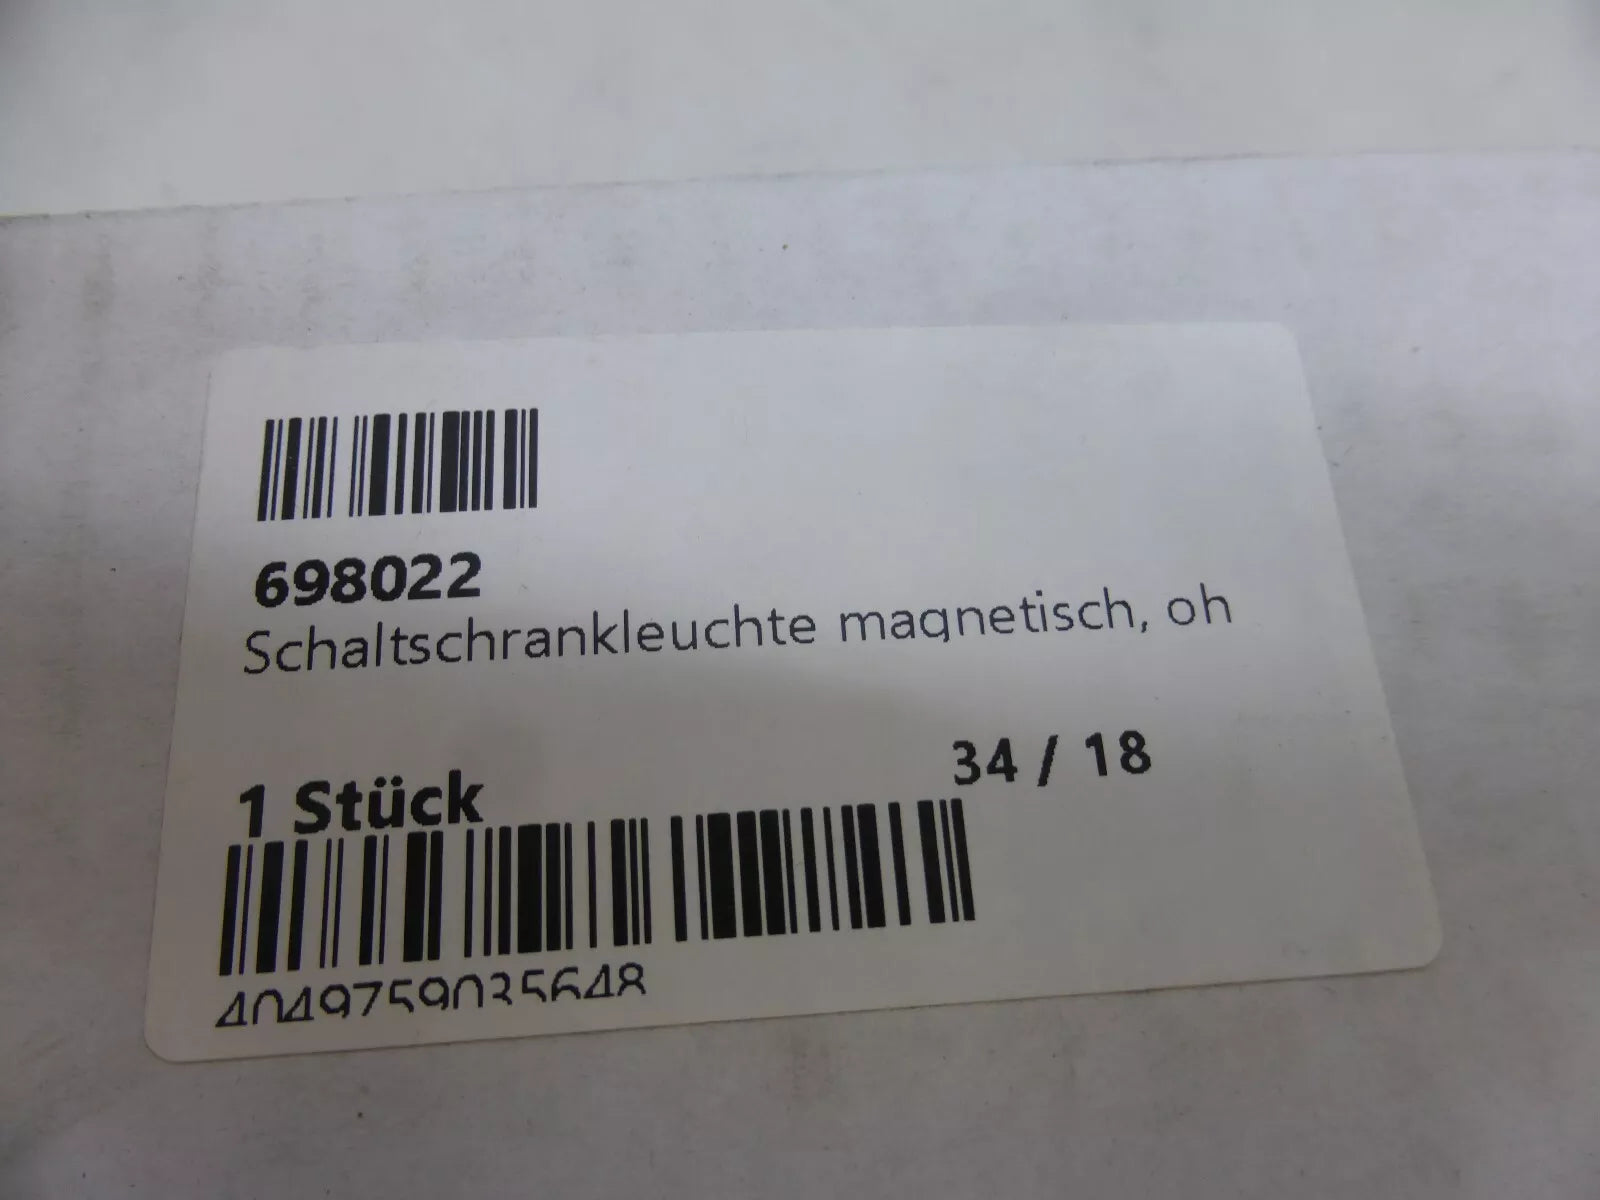 698022
Schaltschrankleuchte magnetisch, oh
34 / 18
1 Stück
4049759035648